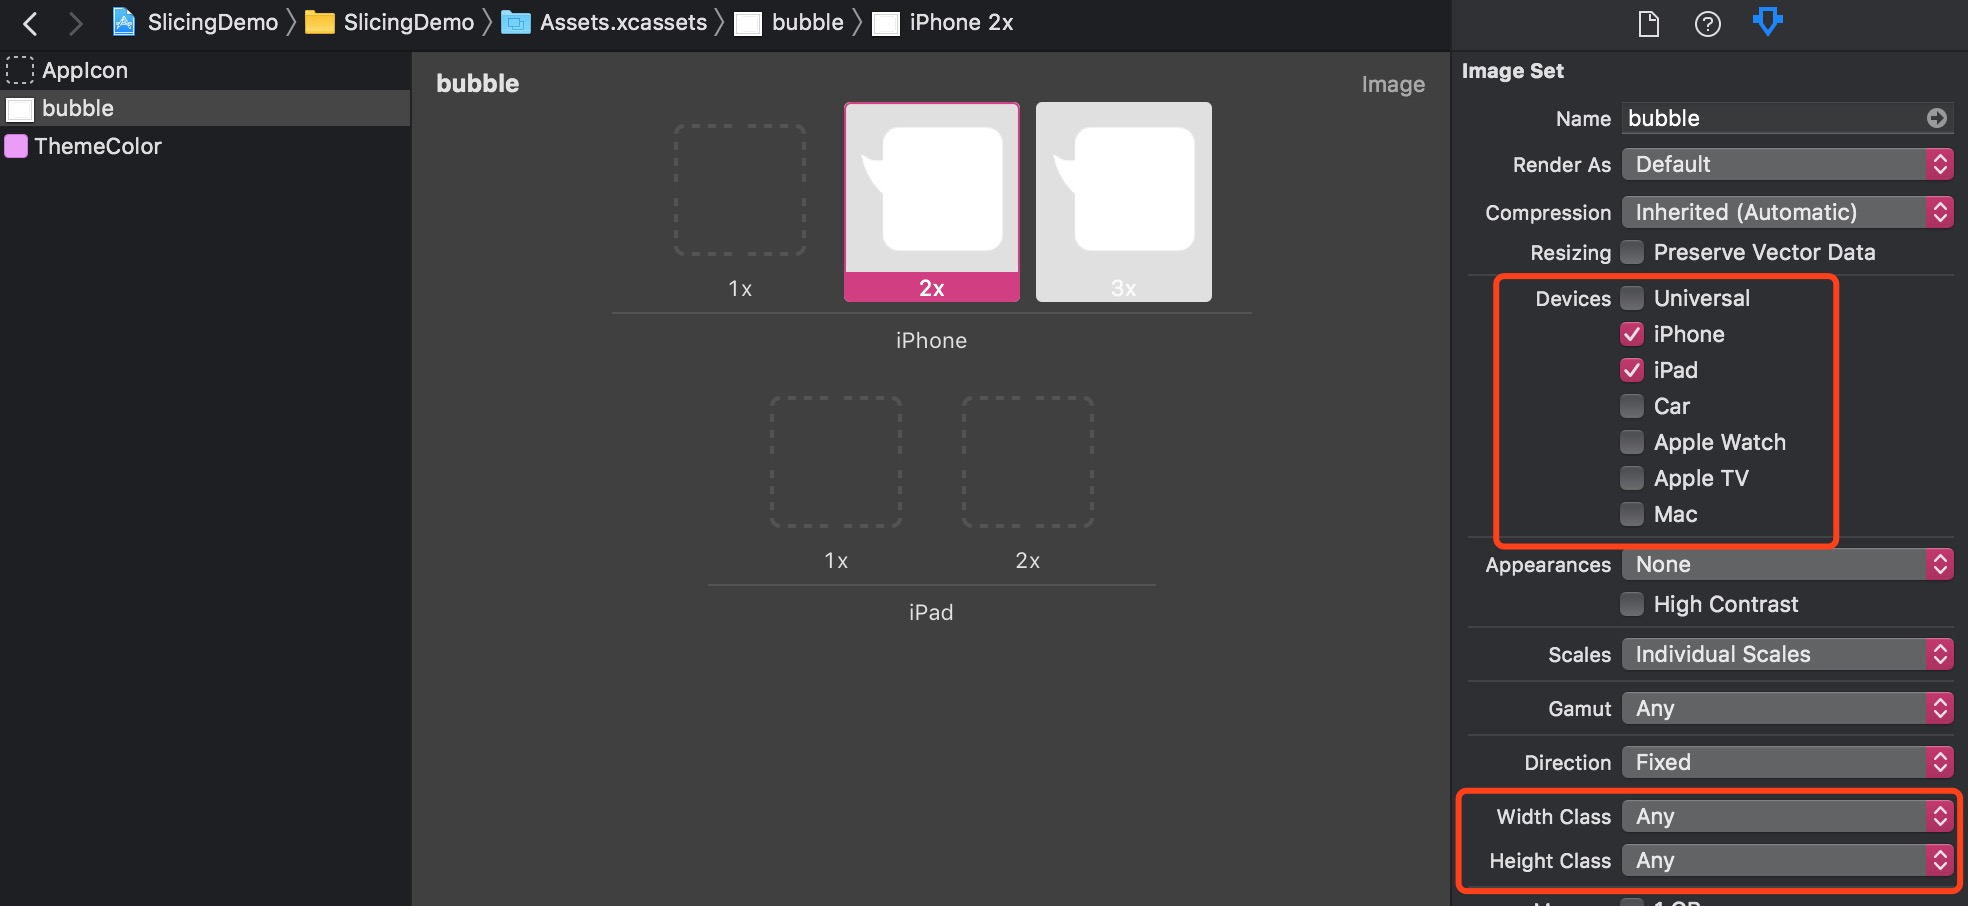 SlicingDemo SlicingDemo Assets.xcassets bubble iPhone 2x
AppIcon
bubble
ThemeColor
bubble
Image
1x
2x
3x
iPhone
1x
2x
iPad
Image Set
Name bubble
Render As Default
Compression Inherited (Automatic)
Resizing Preserve Vector Data
Devices Universal
iPhone
iPad
Car
Apple Watch
Apple TV
Mac
Appearances None
High Contrast
Scales Individual Scales
Gamut Any
Direction Fixed
Width Class Any
Height Class Any